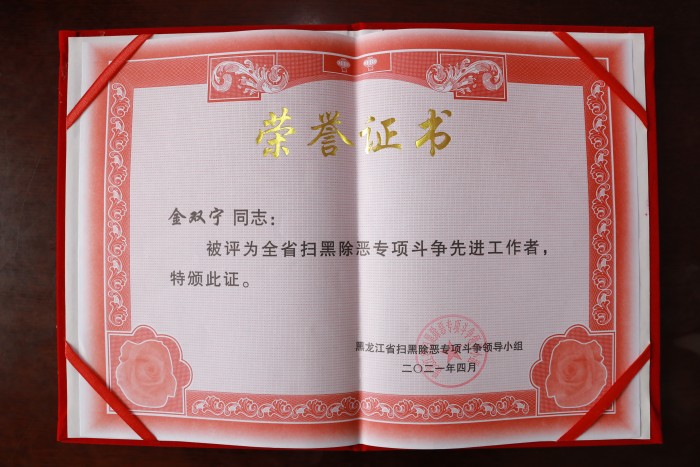 荣誉证书
金双宁 同志：
被评为全省扫黑除恶专项斗争先进工作者，
特颁此证。
黑龙江省扫黑除恶专项斗争领导小组
二〇二一年四月